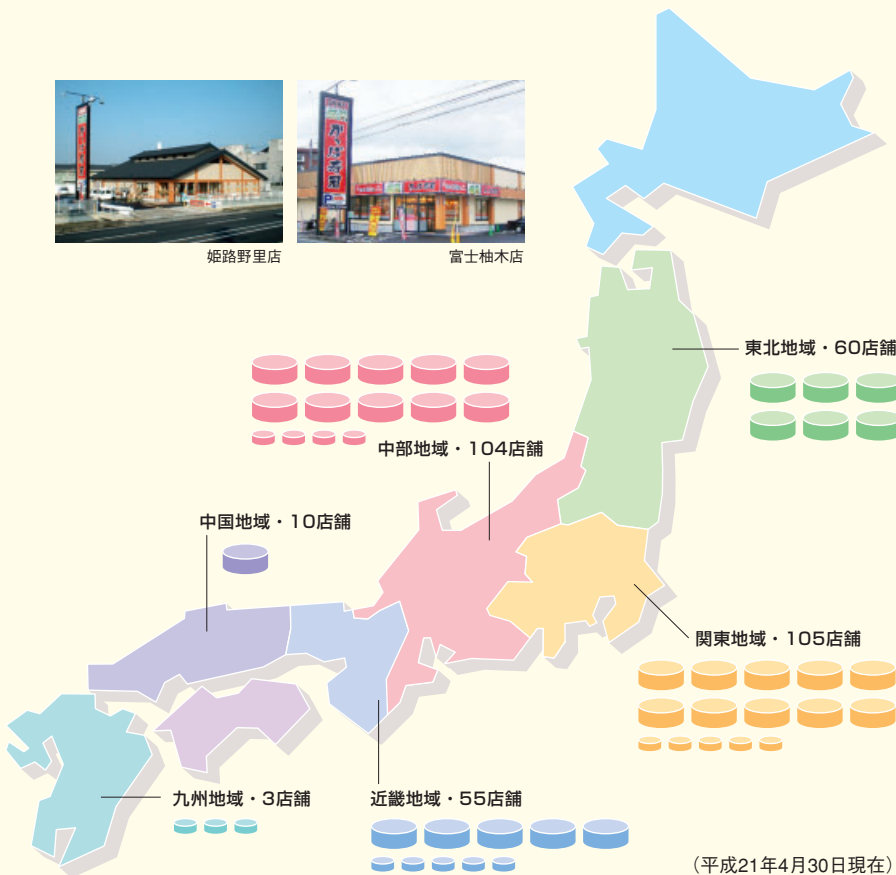 姫路野里店
富士柚木店
東北地域・60店舗
中部地域・104店舗
中国地域・10店舗
関東地域・105店舗
九州地域・3店舗
近畿地域・55店舗
(平成21年4月30日現在)